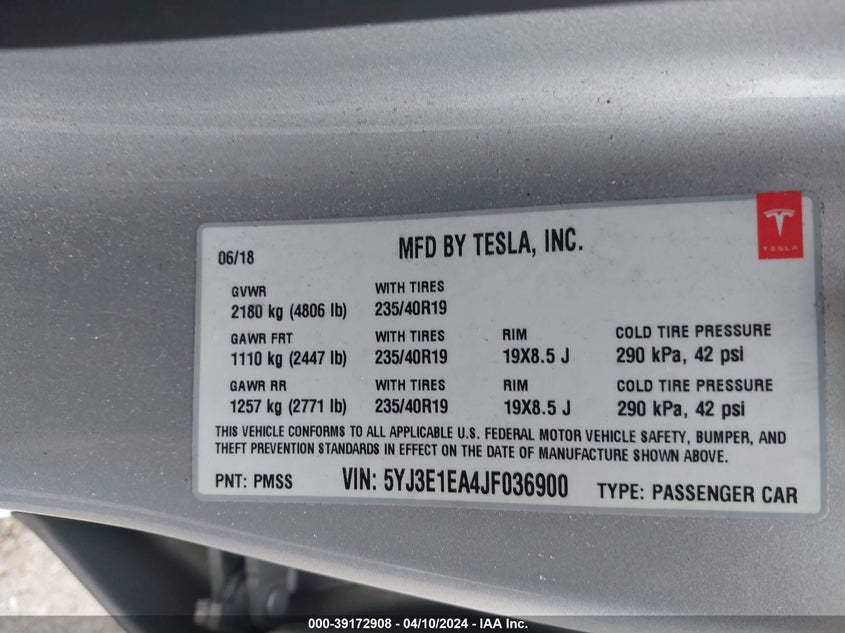 06/18
MFD BY TESLA, INC.
TESLA
GVWR WITH TIRES
2180 kg (4806 lb) 235/40R19
GAWR FRT WITH TIRES RIM COLD TIRE PRESSURE
1110 kg (2447 lb) 235/40R19 19X8.5 J 290 kPa, 42 psi
GAWR RR WITH TIRES RIM COLD TIRE PRESSURE
1257 kg (2771 lb) 235/40R19 19X8.5 J 290 kPa, 42 psi
THIS VEHICLE CONFORMS TO ALL APPLICABLE U.S. FEDERAL MOTOR VEHICLE SAFETY, BUMPER, AND
THEFT PREVENTION STANDARDS IN EFFECT ON THE DATE OF MANUFACTURE SHOWN ABOVE.
PNT: PMSS VIN: 5YJ3E1EA4JF036900 TYPE: PASSENGER CAR
000-39172908 - 04/10/2024 - IAA Inc.